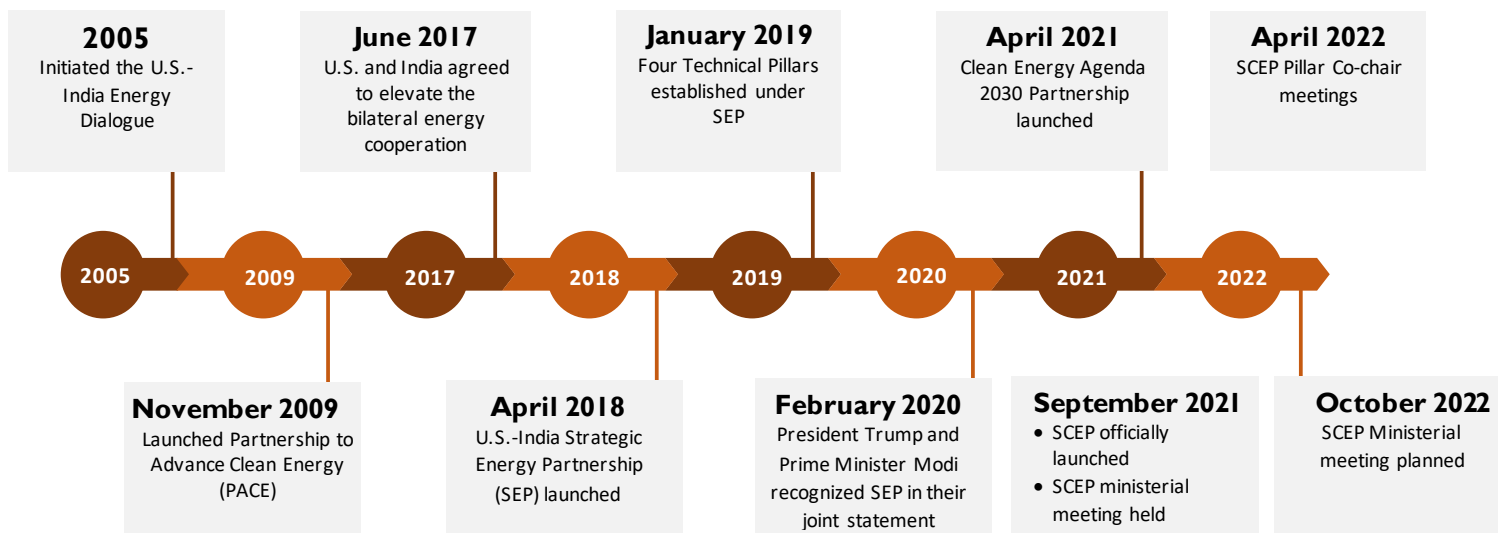 2005
Initiated the U.S.-
India Energy
Dialogue
June 2017
U.S. and India agreed
to elevate the
bilateral energy
cooperation
January 2019
Four Technical Pillars
established under
SEP
April 2021
Clean Energy Agenda
2030 Partnership
launched
April 2022
SCEP Pillar Co-chair
meetings
2005
2009
2017
2018
2019
2020
2021
2022
November 2009
Launched Partnership to
Advance Clean Energy
(PACE)
April 2018
U.S.-India Strategic
Energy Partnership
(SEP) launched
February 2020
President Trump and
Prime Minister Modi
recognized SEP in their
joint statement
September 2021
• SCEP officially
launched
• SCEP ministerial
meeting held
October 2022
SCEP Ministerial
meeting planned